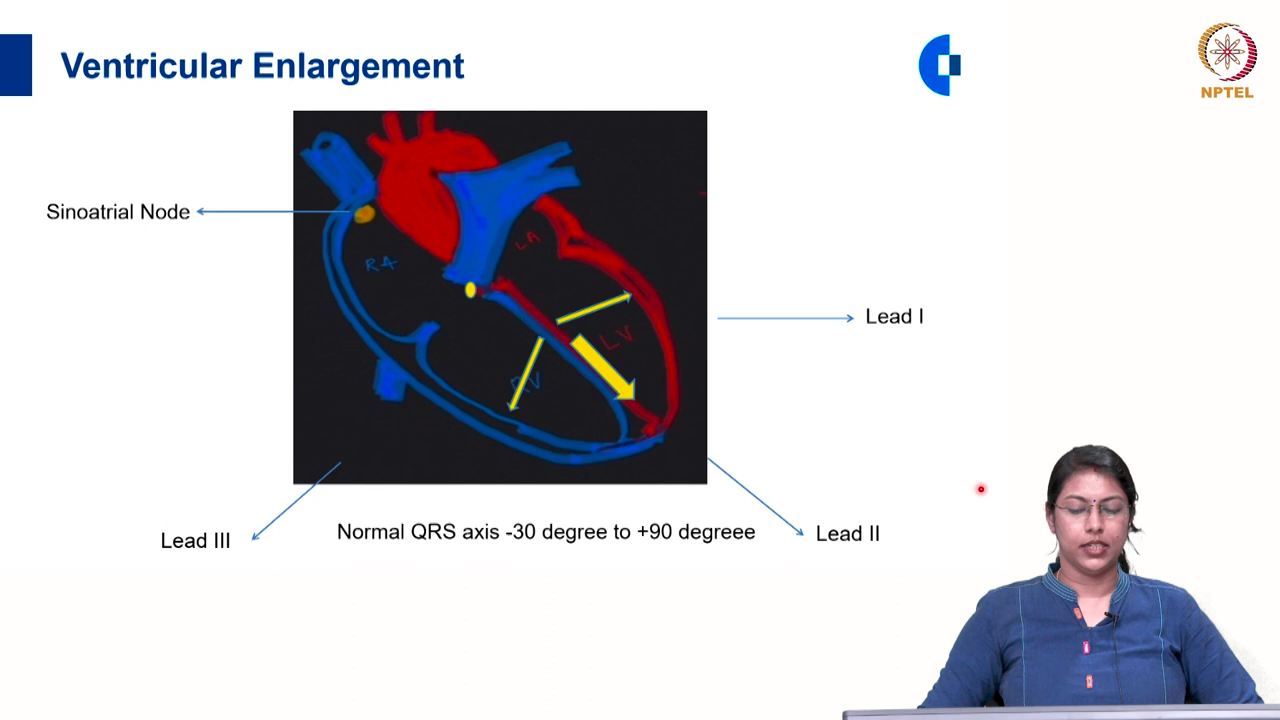 Ventricular Enlargement
NPTEL
Sinoatrial Node
LA
RA
Lead I
LV
RV
Lead III
Normal QRS axis -30 degree to +90 degreee
Lead II